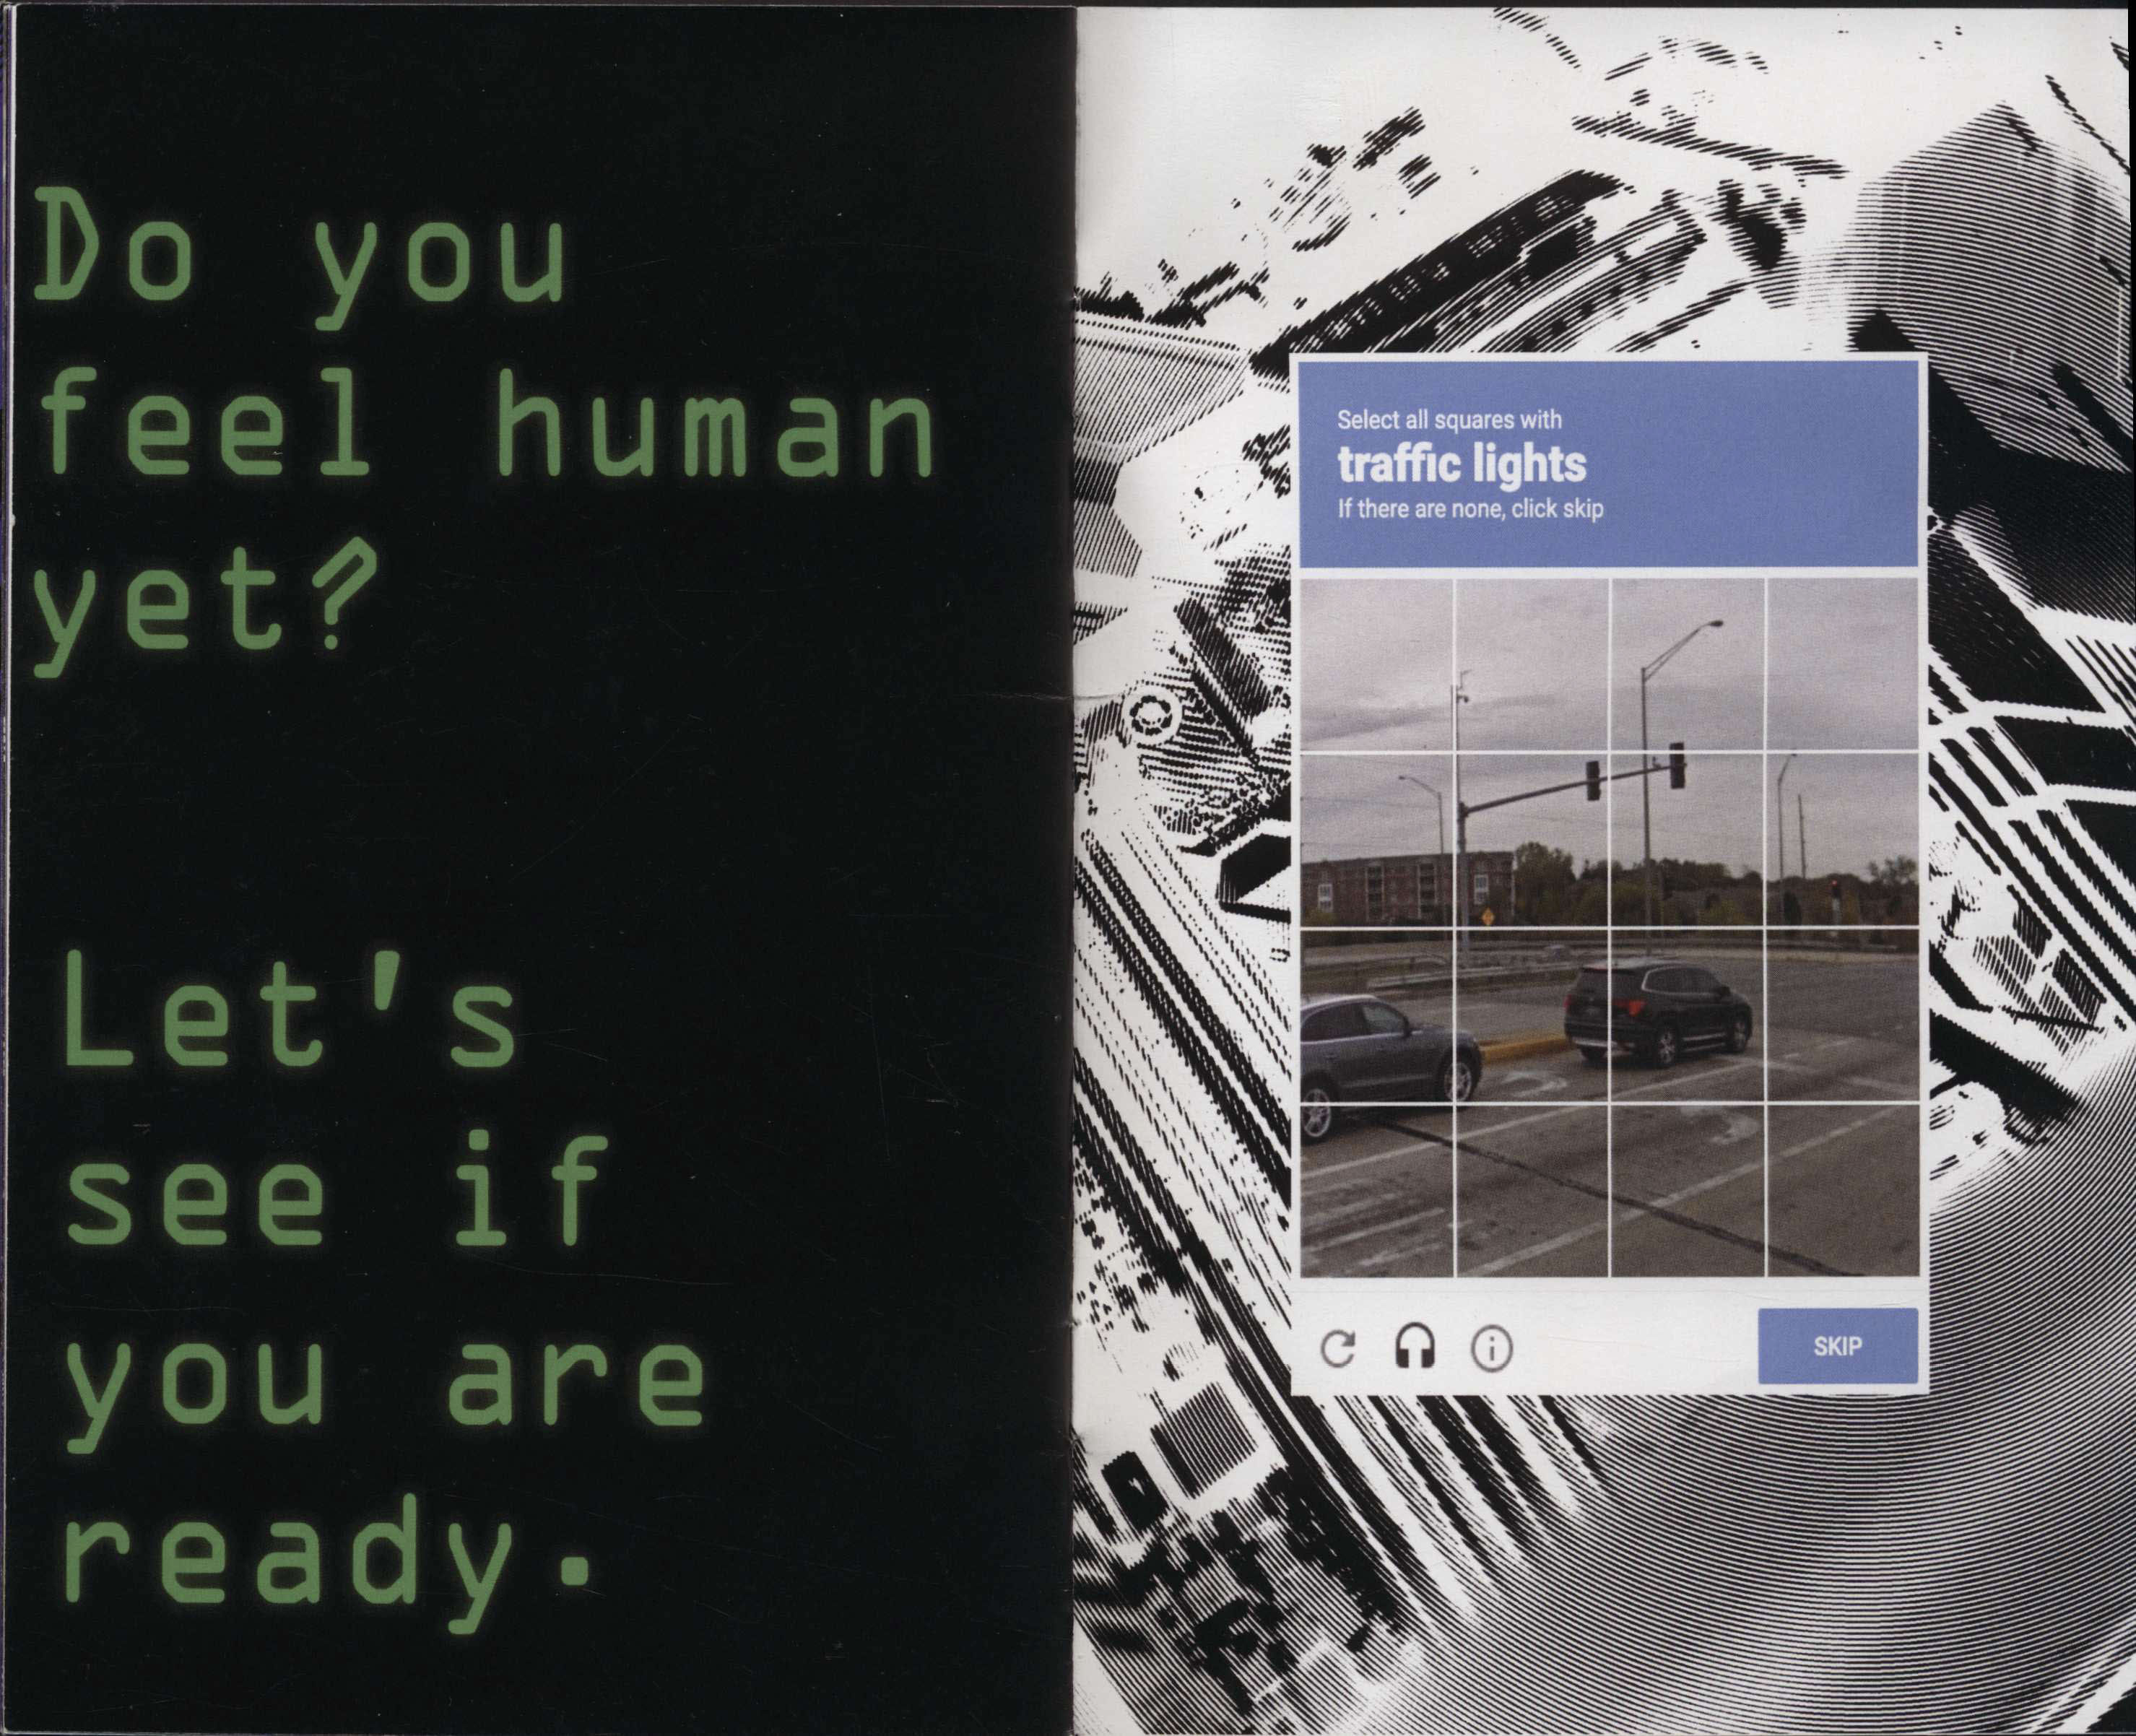 Do you
feel human
yet?
Let's
see if
you are
ready.
Select all squares with
traffic lights
If there are none, click skip
SKIP